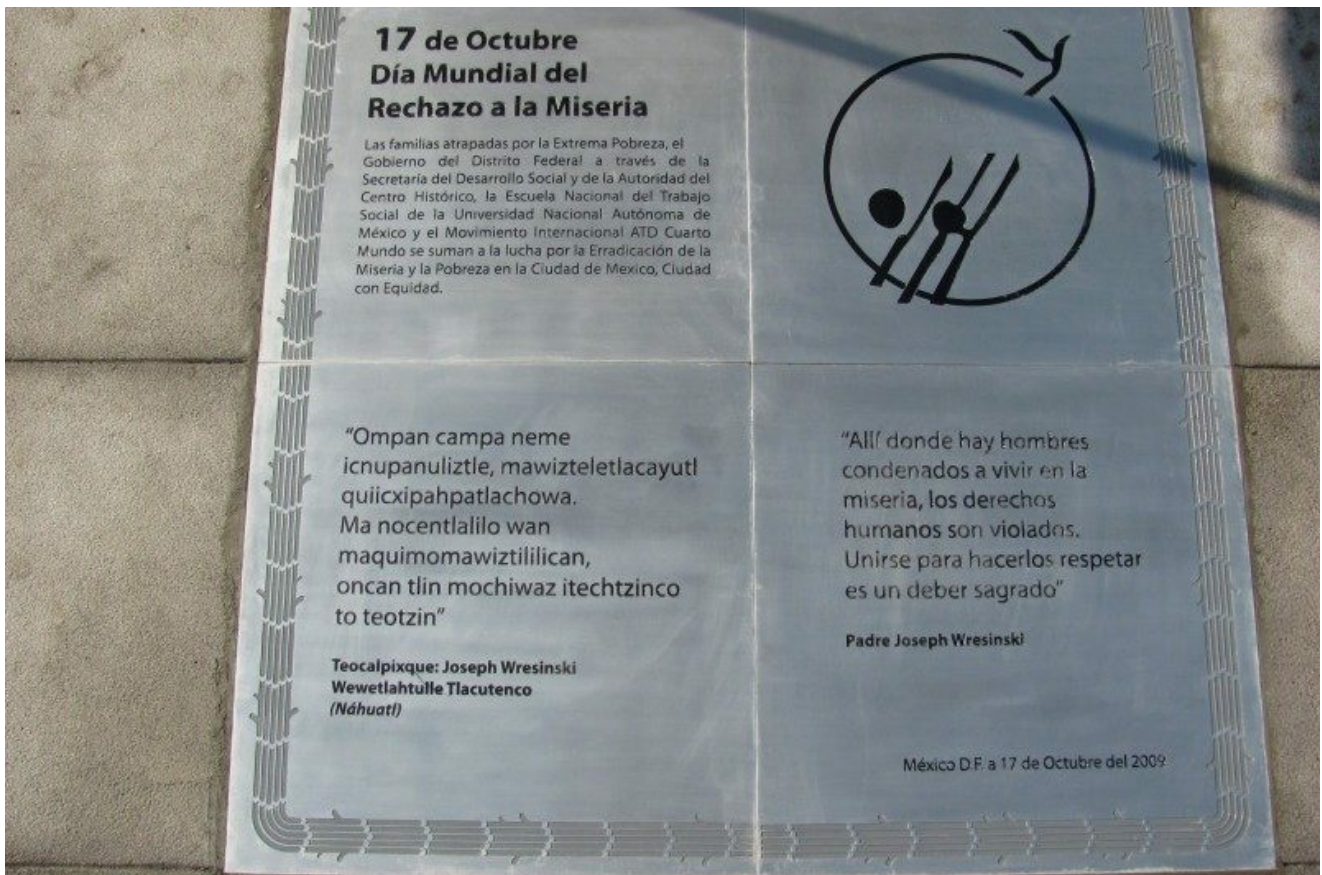 17 de Octubre
Día Mundial del
Rechazo a la Miseria
Las familias atrapadas por la Extrema Pobreza, el
Gobierno del Distrito Federal a través de la
Secretaría del Desarrollo Social y de la Autoridad del
Centro Histórico, la Escuela Nacional del Trabajo
Social de la Universidad Nacional Autónoma de
México y el Movimiento Internacional ATD Cuarto
Mundo se suman a la lucha por la Erradicación de la
Miseria y la Pobreza en la Ciudad de Mexico, Ciudad
con Equidad.
“Ompan campa neme
icnupanuliztle, mawizteletlacayutl
quiicxipahpatlachowa.
Ma nocentlalilo wan
maquimomawiztililican,
oncan tlin mochiwaz itechtzinco
to teotzin”
Teocalpixque: Joseph Wresinski
Wewetlahtulle Tlacutenco
(Náhuatl)
“Allí donde hay hombres
condenados a vivir en la
miseria, los derechos
humanos son violados.
Unirse para hacerlos respetar
es un deber sagrado”
Padre Joseph Wresinski
México D.F. a 17 de Octubre del 2009